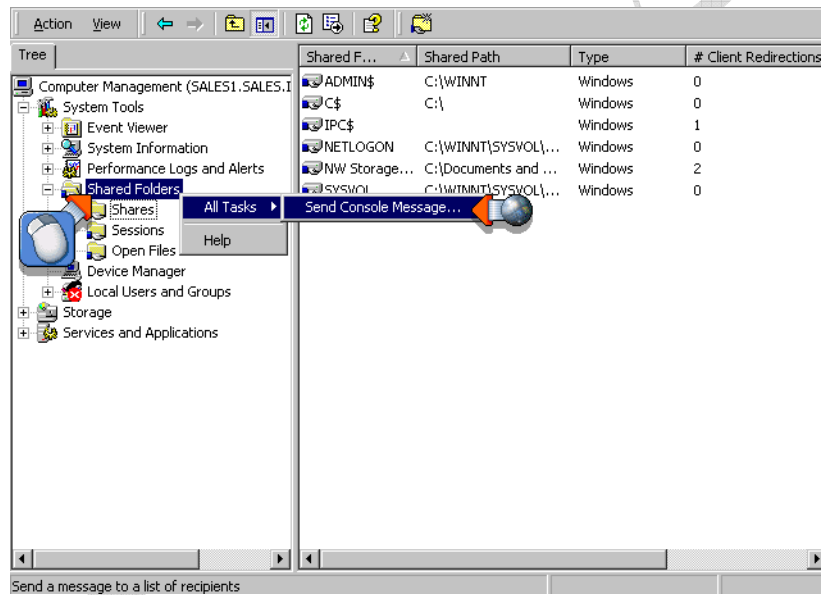 Action View
Tree
Shared F... Shared Path Type # Client Redirections
Computer Management (SALES1.SALES.I
System Tools
Event Viewer
System Information
Performance Logs and Alerts
Shared Folders
Shares
Sessions
Open Files
Device Manager
Local Users and Groups
Storage
Services and Applications
ADMIN$ C:\WINNT Windows 0
C$ C:\ Windows 0
IPC$ Windows 1
NETLOGON C:\WINNT\SYSVOL\... Windows 0
NW Storage... C:\Documents and ... Windows 2
SYSVOL C:\WINNT\SYSVOL\... Windows 0
All Tasks
Help
Send Console Message...
Send a message to a list of recipients